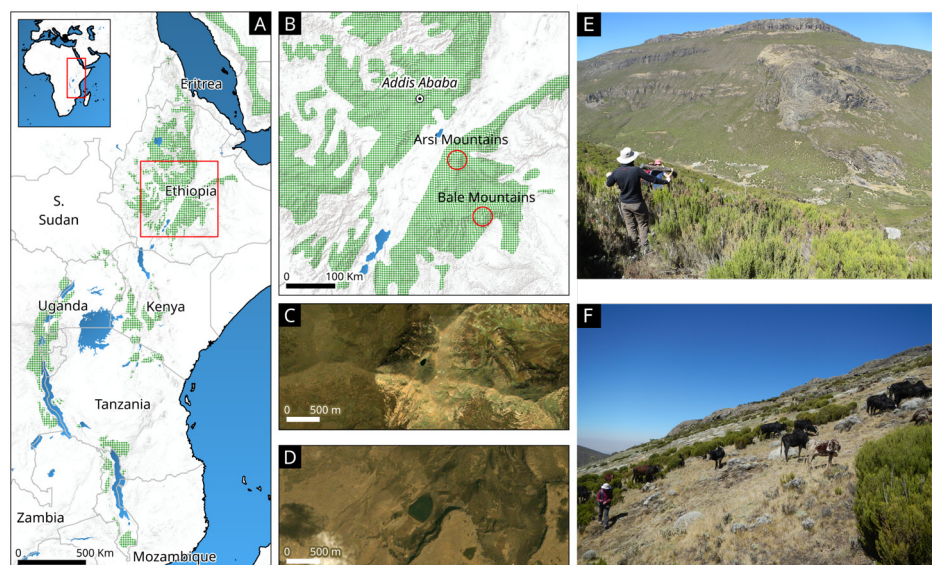 A
Eritrea
Ethiopia
S.
Sudan
Uganda
Kenya
Tanzania
Zambia
Mozambique
0 500 Km
B
Addis Ababa
Arsi Mountains
Bale Mountains
0 100 Km
C
0 500 m
D
0 500 m
E
F